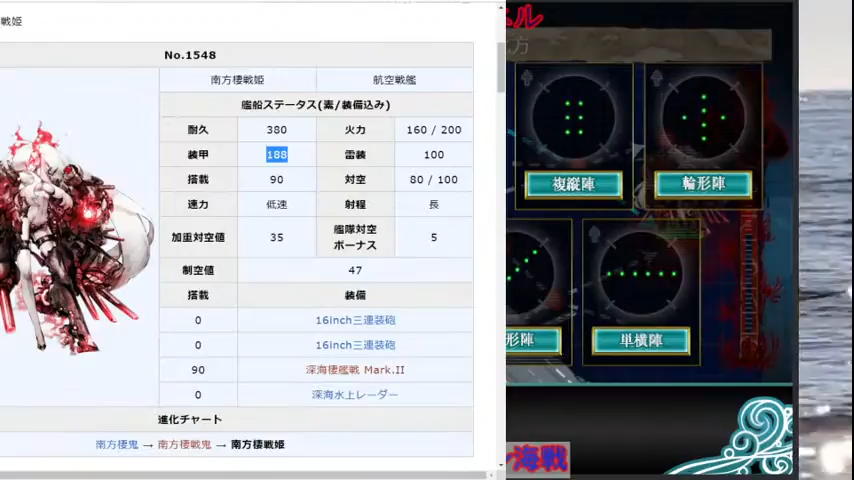 戦姫
No.1548
南方棲戦姫 航空戦艦
艦船ステータス(素/装備込み)
耐久 380 火力 160 / 200
装甲 188 雷装 100
搭載 90 対空 80 / 100
速力 低速 射程 長
加重対空値 35 艦隊対空ボーナス 5
制空値 47
搭載 装備
0 16inch三連装砲
0 16inch三連装砲
90 深海棲艦戦 Mark.II
0 深海水上レーダー
進化チャート
南方棲鬼 → 南方棲戦鬼 → 南方棲戦姫
ル
方
複縦陣 輪形陣
形陣 単横陣
海戦